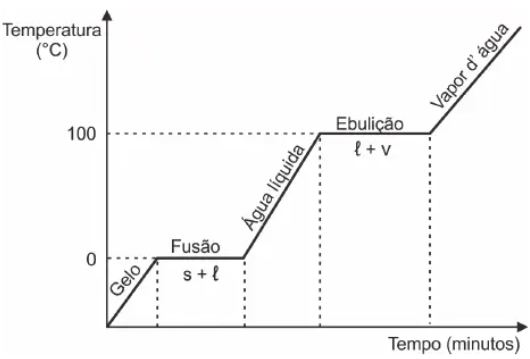 Temperatura
(°C)
Vapor d' água
100
Ebulição
ℓ + v
Água líquida
Fusão
0
s + ℓ
Gelo
Tempo (minutos)